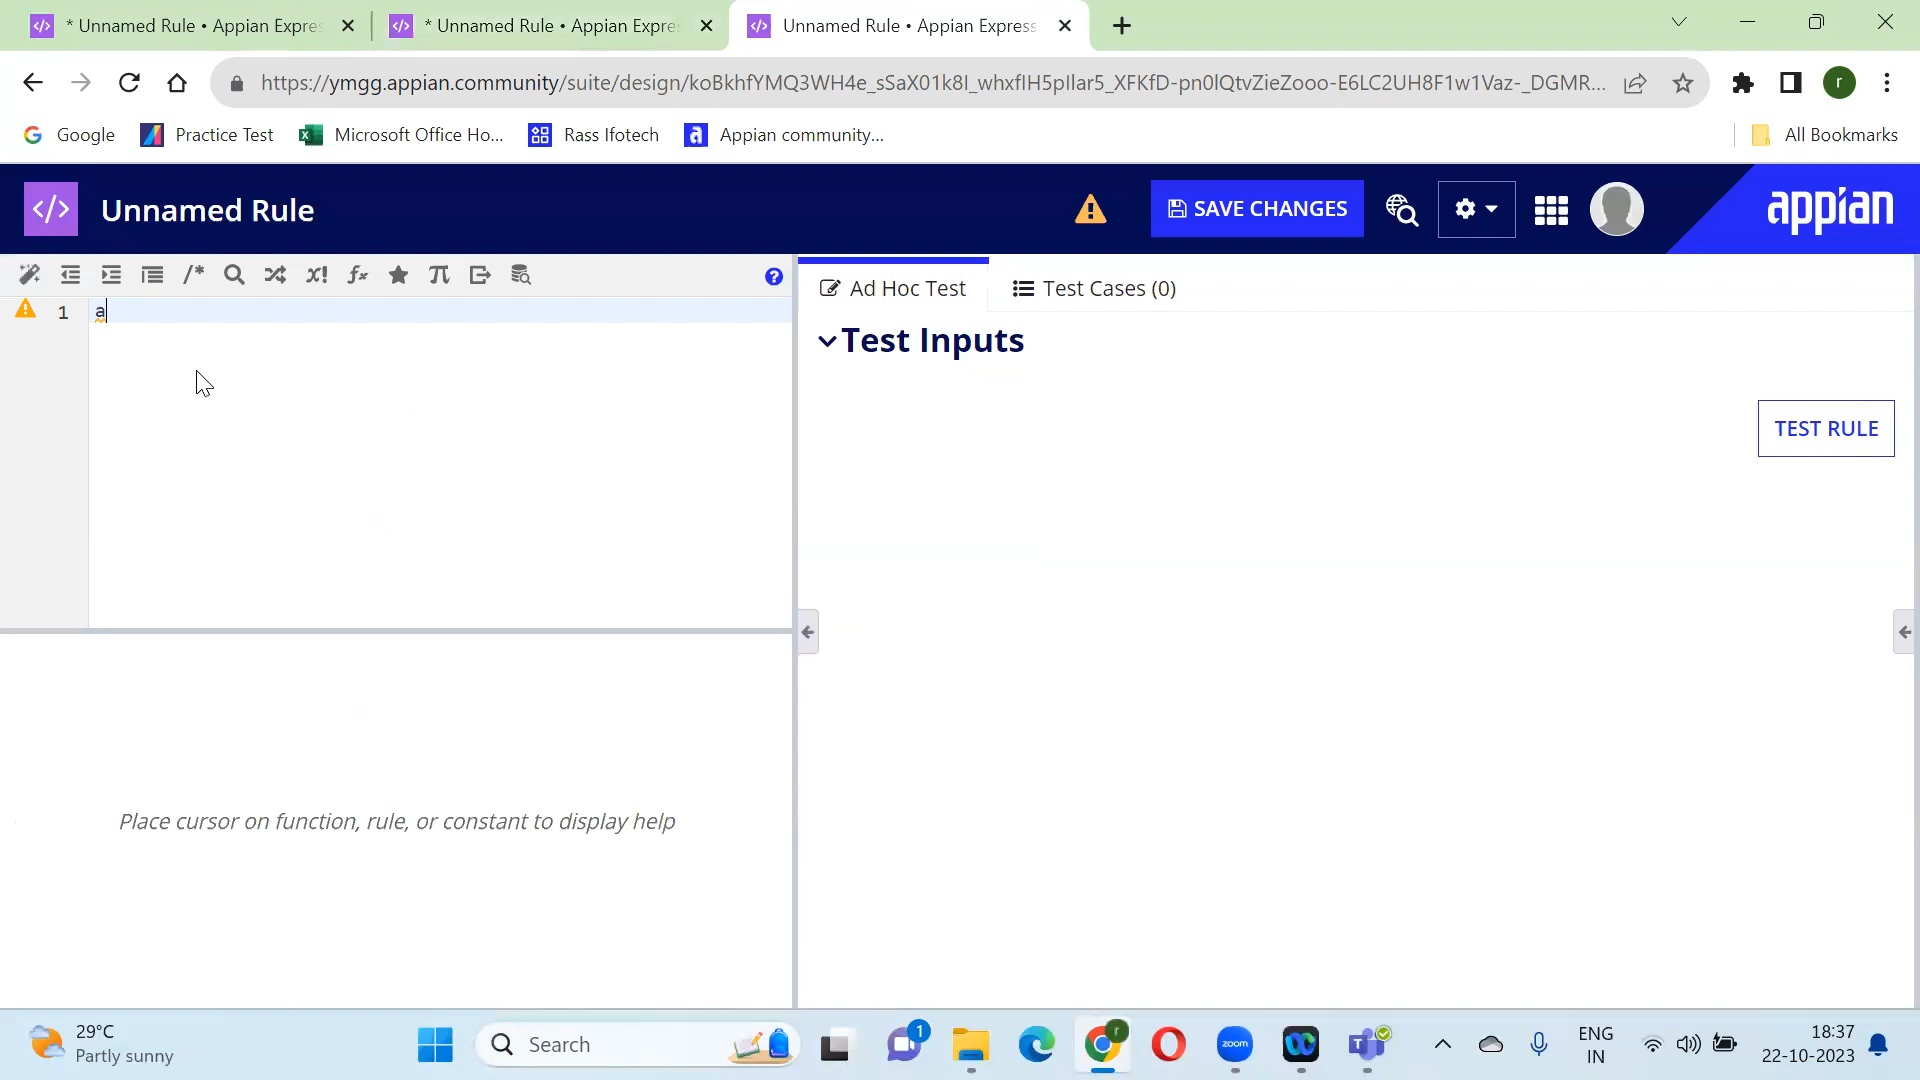 * Unnamed Rule • Appian Expre
* Unnamed Rule • Appian Expre
Unnamed Rule • Appian Express
https://ymgg.appian.community/suite/design/koBkhfYMQ3WH4e_sSaX01k8I_whxfIH5pIlar5_XFKfD-pn0lQtvZieZooo-E6LC2UH8F1w1Vaz-_DGMR...
r
Google
Practice Test
Microsoft Office Ho...
Rass Ifotech
Appian community...
All Bookmarks
Unnamed Rule
SAVE CHANGES
appian
Ad Hoc Test
Test Cases (0)
1 a
Test Inputs
TEST RULE
Place cursor on function, rule, or constant to display help
29°C
Partly sunny
Search
1
r
zoom
ENG
IN
18:37
22-10-2023